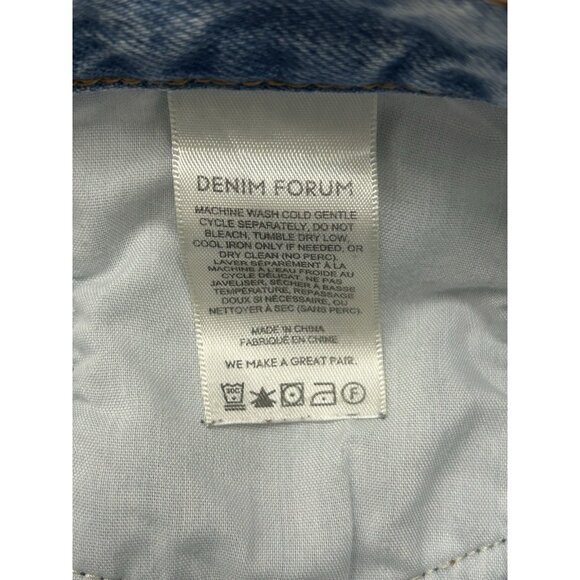 DENIM FORUM
MACHINE WASH COLD GENTLE
CYCLE SEPARATELY, DO NOT
BLEACH, TUMBLE DRY LOW,
COOL IRON ONLY IF NEEDED, OR
DRY CLEAN (NO PERC).
LAVER SÉPARÉMENT À LA
MACHINE À L'EAU FROIDE AU
CYCLE DÉLICAT, NE PAS
JAVELISER, SÉCHER À BASSE
TEMPÉRATURE, REPASSAGE
DOUX SI NÉCESSAIRE, OU
NETTOYER À SEC (SANS PERC).
MADE IN CHINA
FABRIQUÉ EN CHINE
WE MAKE A GREAT PAIR.
30C F